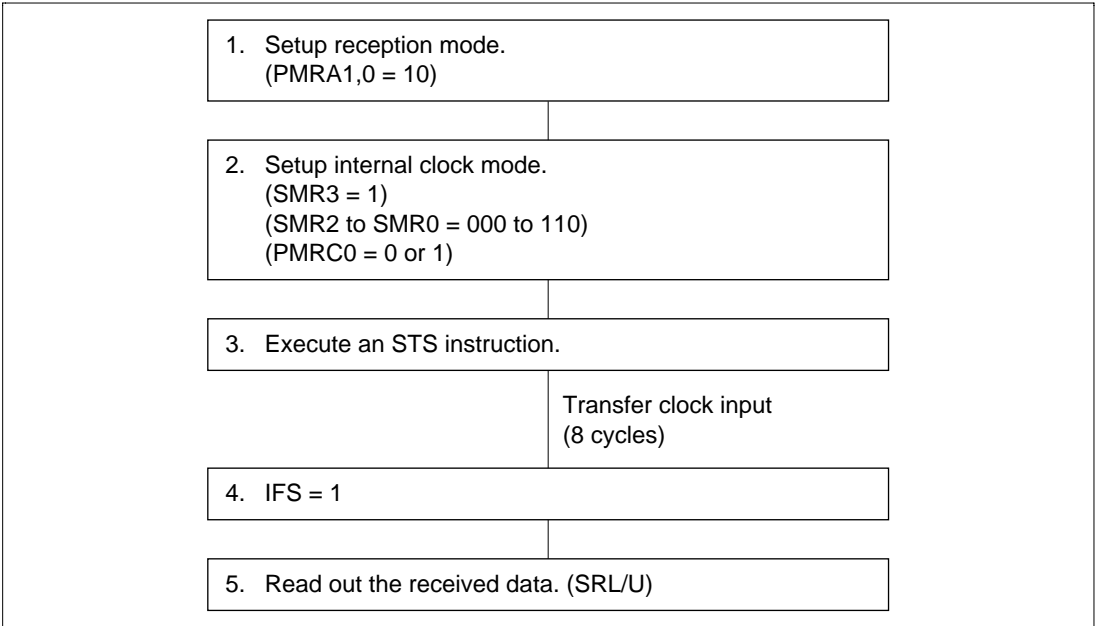 1. Setup reception mode.
(PMRA1,0 = 10)
2. Setup internal clock mode.
(SMR3 = 1)
(SMR2 to SMR0 = 000 to 110)
(PMRC0 = 0 or 1)
3. Execute an STS instruction.
Transfer clock input
(8 cycles)
4. IFS = 1
5. Read out the received data. (SRL/U)